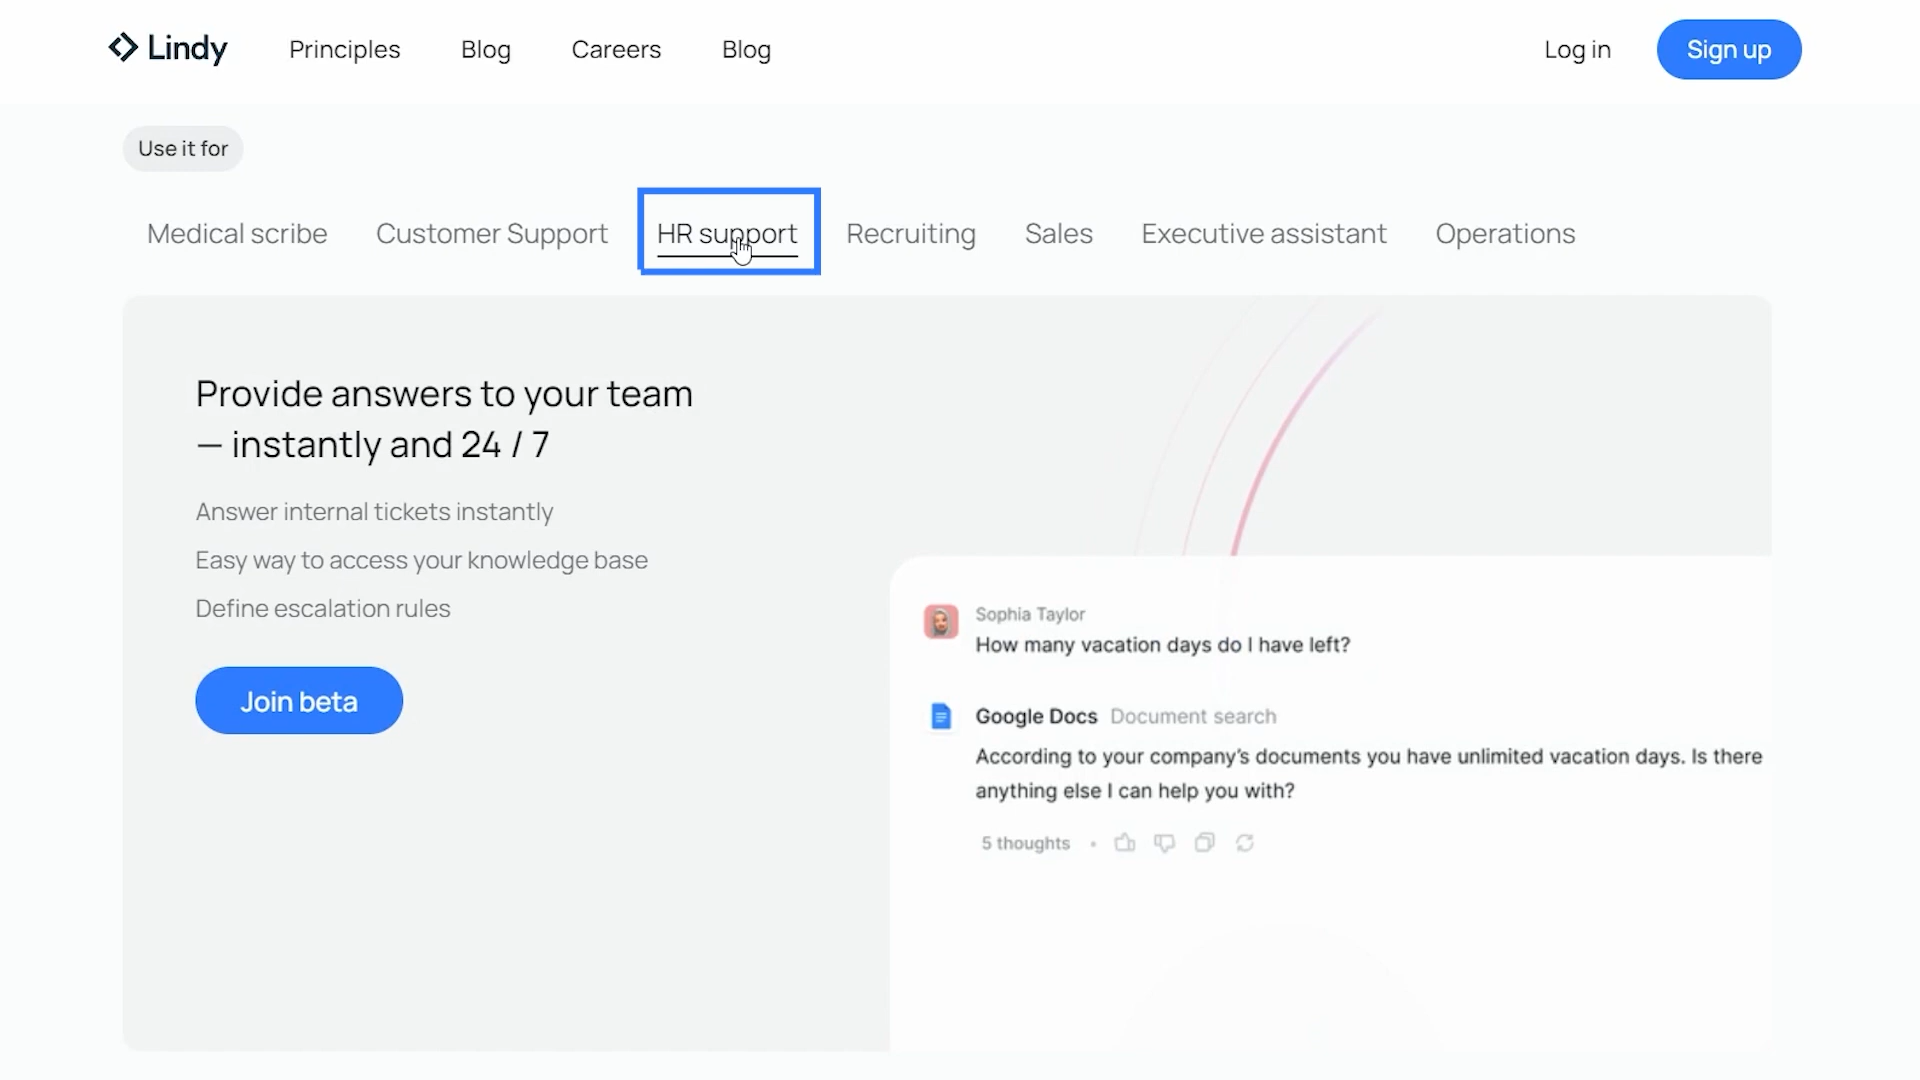 Lindy
Principles
Blog
Careers
Blog
Log in
Sign up
Use it for
Medical scribe
Customer Support
HR support
Recruiting
Sales
Executive assistant
Operations
Provide answers to your team
— instantly and 24 / 7
Answer internal tickets instantly
Easy way to access your knowledge base
Define escalation rules
Join beta
Sophia Taylor
How many vacation days do I have left?
Google Docs Document search
According to your company's documents you have unlimited vacation days. Is there
anything else I can help you with?
5 thoughts •